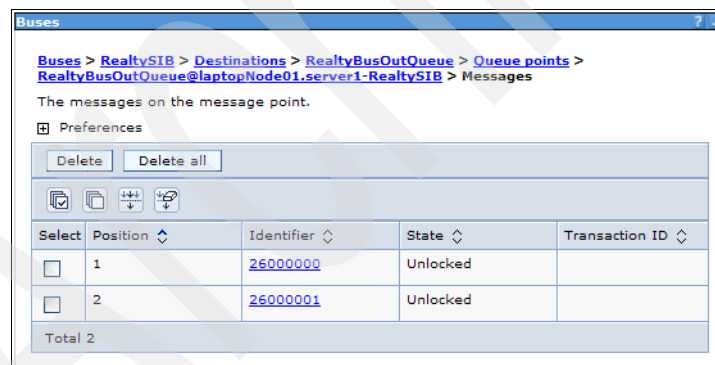 Buses ?
Buses > RealtySIB > Destinations > RealtyBusOutQueue > Queue points >
RealtyBusOutQueue@laptopNode01.server1-RealtySIB > Messages
The messages on the message point.
Preferences
Delete Delete all
Select Position Identifier State Transaction ID
1 26000000 Unlocked
2 26000001 Unlocked
Total 2